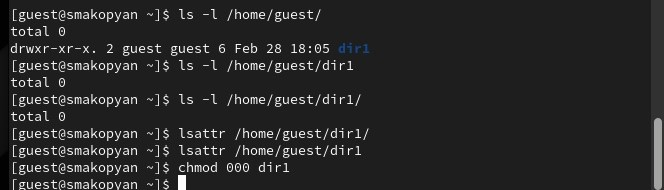 [guest@smakopyan ~]$ ls -l /home/guest/
total 0
drwxr-xr-x. 2 guest guest 6 Feb 28 18:05 dir1
[guest@smakopyan ~]$ ls -l /home/guest/dir1
total 0
[guest@smakopyan ~]$ ls -l /home/guest/dir1/
total 0
[guest@smakopyan ~]$ lsattr /home/guest/dir1/
[guest@smakopyan ~]$ lsattr /home/guest/dir1
[guest@smakopyan ~]$ chmod 000 dir1
[guest@smakopyan ~]$